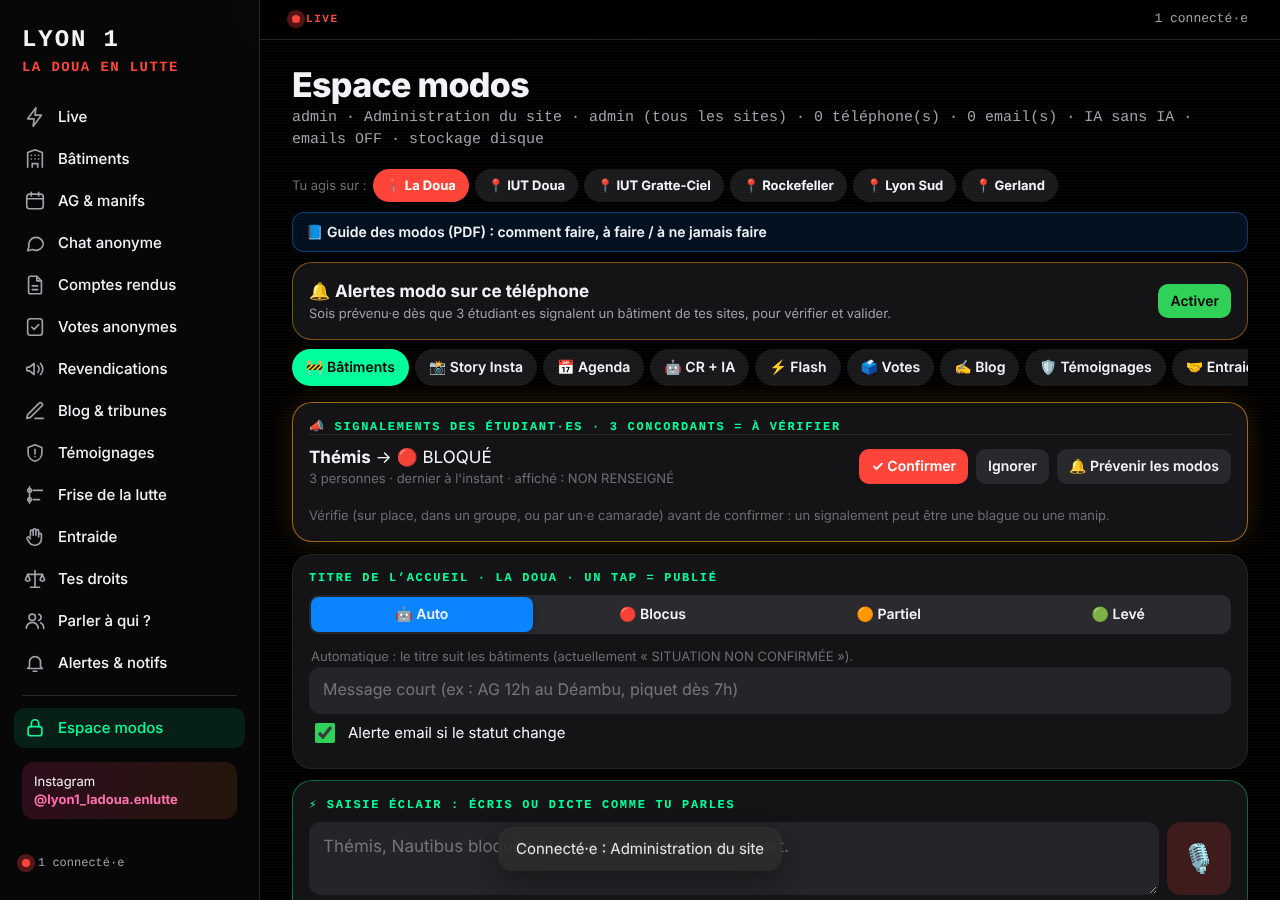 LYON 1
LA DOUA EN LUTTE
Live
Bâtiments
AG & manifs
Chat anonyme
Comptes rendus
Votes anonymes
Revendications
Blog & tribunes
Témoignages
Frise de la lutte
Entraide
Tes droits
Parler à qui ?
Alertes & notifs
Espace modos
Instagram
@lyon1_ladoua.enlutte
1 connecté·e
LIVE
1 connecté·e
Espace modos
admin · Administration du site · admin (tous les sites) · 0 téléphone(s) · 0 email(s) · IA sans IA ·
emails OFF · stockage disque
Tu agis sur : 📍 La Doua 📍 IUT Doua 📍 IUT Gratte-Ciel 📍 Rockefeller 📍 Lyon Sud 📍 Gerland
📘 Guide des modos (PDF) : comment faire, à faire / à ne jamais faire
🔔 Alertes modo sur ce téléphone
Sois prévenu·e dès que 3 étudiant·es signalent un bâtiment de tes sites, pour vérifier et valider.
Activer
🚧 Bâtiments 📸 Story Insta 📅 Agenda 🤖 CR + IA ⚡ Flash 🗳️ Votes ✍️ Blog 🛡️ Témoignages 🤝
📣 SIGNALEMENTS DES ÉTUDIANT·ES · 3 CONCORDANTS = À VÉRIFIER
Thémis → 🔴 BLOQUÉ
3 personnes · dernier à l'instant · affiché : NON RENSEIGNÉ
✓ Confirmer Ignorer 🔔 Prévenir les modos
Vérifie (sur place, dans un groupe, ou par un·e camarade) avant de confirmer : un signalement peut être une blague ou une manip.
TITRE DE L’ACCUEIL · LA DOUA · UN TAP = PUBLIÉ
🤖 Auto 🔴 Blocus 🟠 Partiel 🟢 Levé
Automatique : le titre suit les bâtiments (actuellement « SITUATION NON CONFIRMÉE »).
Message court (ex : AG 12h au Déambu, piquet dès 7h)
Alerte email si le statut change
⚡ SAISIE ÉCLAIR : ÉCRIS OU DICTE COMME TU PARLES
Thémis, Nautibus
Connecté·e : Administration du site